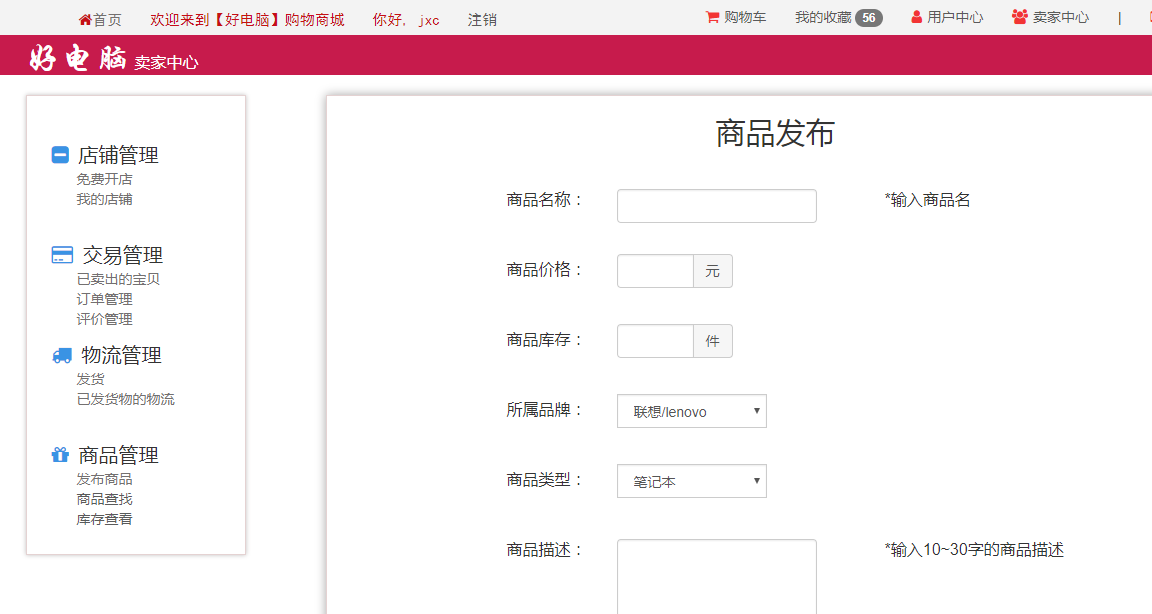 首页 欢迎来到【好电脑】购物商城 你好, jxc 注销 购物车 我的收藏 56 用户中心 卖家中心 |
好电脑 卖家中心
店铺管理
免费开店
我的店铺
交易管理
已卖出的宝贝
订单管理
评价管理
物流管理
发货
已发货物的物流
商品管理
发布商品
商品查找
库存查看
商品发布
商品名称： *输入商品名
商品价格： 元
商品库存： 件
所属品牌： 联想/lenovo
商品类型： 笔记本
商品描述： *输入10~30字的商品描述